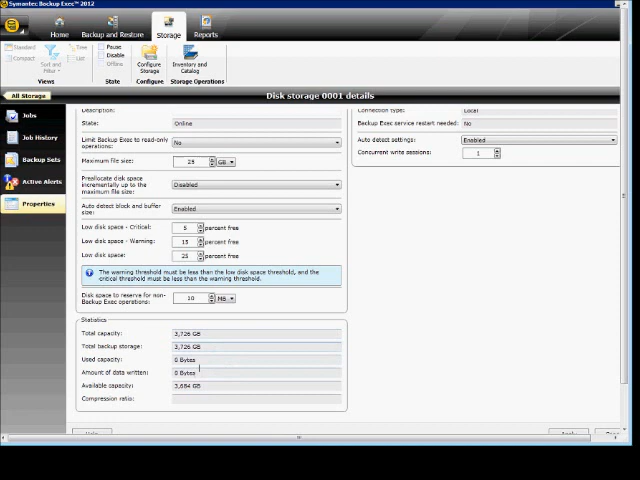 Symantec Backup Exec™ 2012
Home
Backup and Restore
Storage
Reports
Standard
Compact
Sort and Filter
Tree
List
Views
Pause
Disable
Offline
State
Configure Storage
Configure
Inventory and Catalog
Storage Operations
All Storage
Disk storage 0001 details
Jobs
Job History
Backup Sets
Active Alerts
Properties
Description:
State: Online
Limit Backup Exec to read-only operations: No
Maximum file size: 25 GB
Preallocate disk space incrementally up to the maximum file size: Disabled
Auto detect block and buffer size: Enabled
Low disk space - Critical: 5 percent free
Low disk space - Warning: 15 percent free
Low disk space: 25 percent free
The warning threshold must be less than the low disk space threshold, and the
critical threshold must be less than the warning threshold.
Disk space to reserve for non-Backup Exec operations: 10 MB
Statistics
Total capacity: 3,726 GB
Total backup storage: 3,726 GB
Used capacity: 0 Bytes
Amount of data written: 0 Bytes
Available capacity: 3,684 GB
Compression ratio:
Connection type: Local
Backup Exec service restart needed: No
Auto detect settings: Enabled
Concurrent write sessions: 1